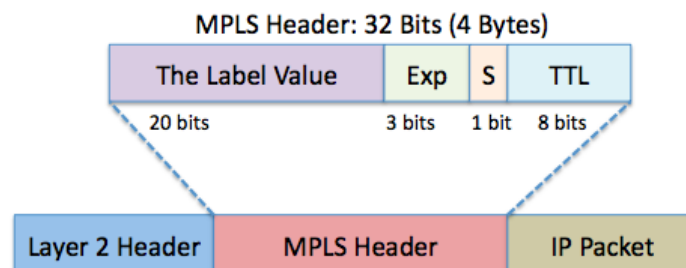 MPLS Header: 32 Bits (4 Bytes)
The Label Value Exp S TTL
20 bits 3 bits 1 bit 8 bits
Layer 2 Header MPLS Header IP Packet